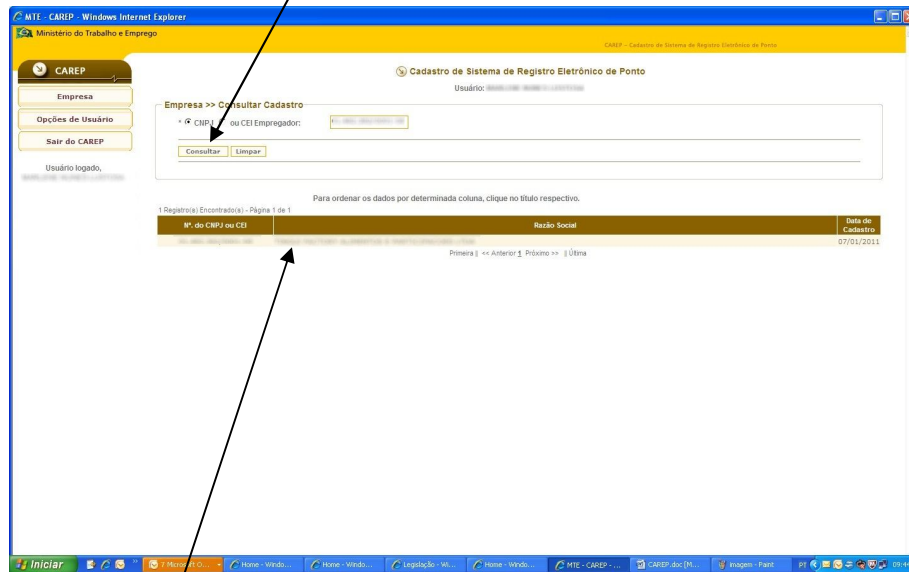 MTE - CAREP - Windows Internet Explorer
Ministério do Trabalho e Emprego
CAREP – Cadastro de Sistema de Registro Eletrônico de Ponto
CAREP
Empresa
Opções de Usuário
Sair do CAREP
Usuário logado,
Cadastro de Sistema de Registro Eletrônico de Ponto
Usuário:
Empresa >> Consultar Cadastro
* CNPJ ou CEI Empregador:
Consultar Limpar
Para ordenar os dados por determinada coluna, clique no título respectivo.
1 Registro(s) Encontrado(s) - Página 1 de 1
Nº. do CNPJ ou CEI Razão Social Data de Cadastro
07/01/2011
Primeira || << Anterior 1 Próximo >> || Última
Iniciar 7 Microsoft O... Home - Windo... Home - Windo... Legislação - Wi... Home - Windo... MTE - CAREP - ... CAREP.doc [M... imagem - Paint PT 09:44